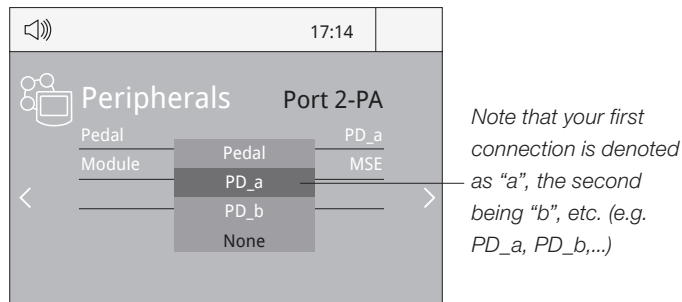 17:14
Peripherals Port 2-PA
Pedal PD_a
Module MSE
Pedal
PD_a
PD_b
None
Note that your first
connection is denoted
as “a”, the second
being “b”, etc. (e.g.
PD_a, PD_b,...)